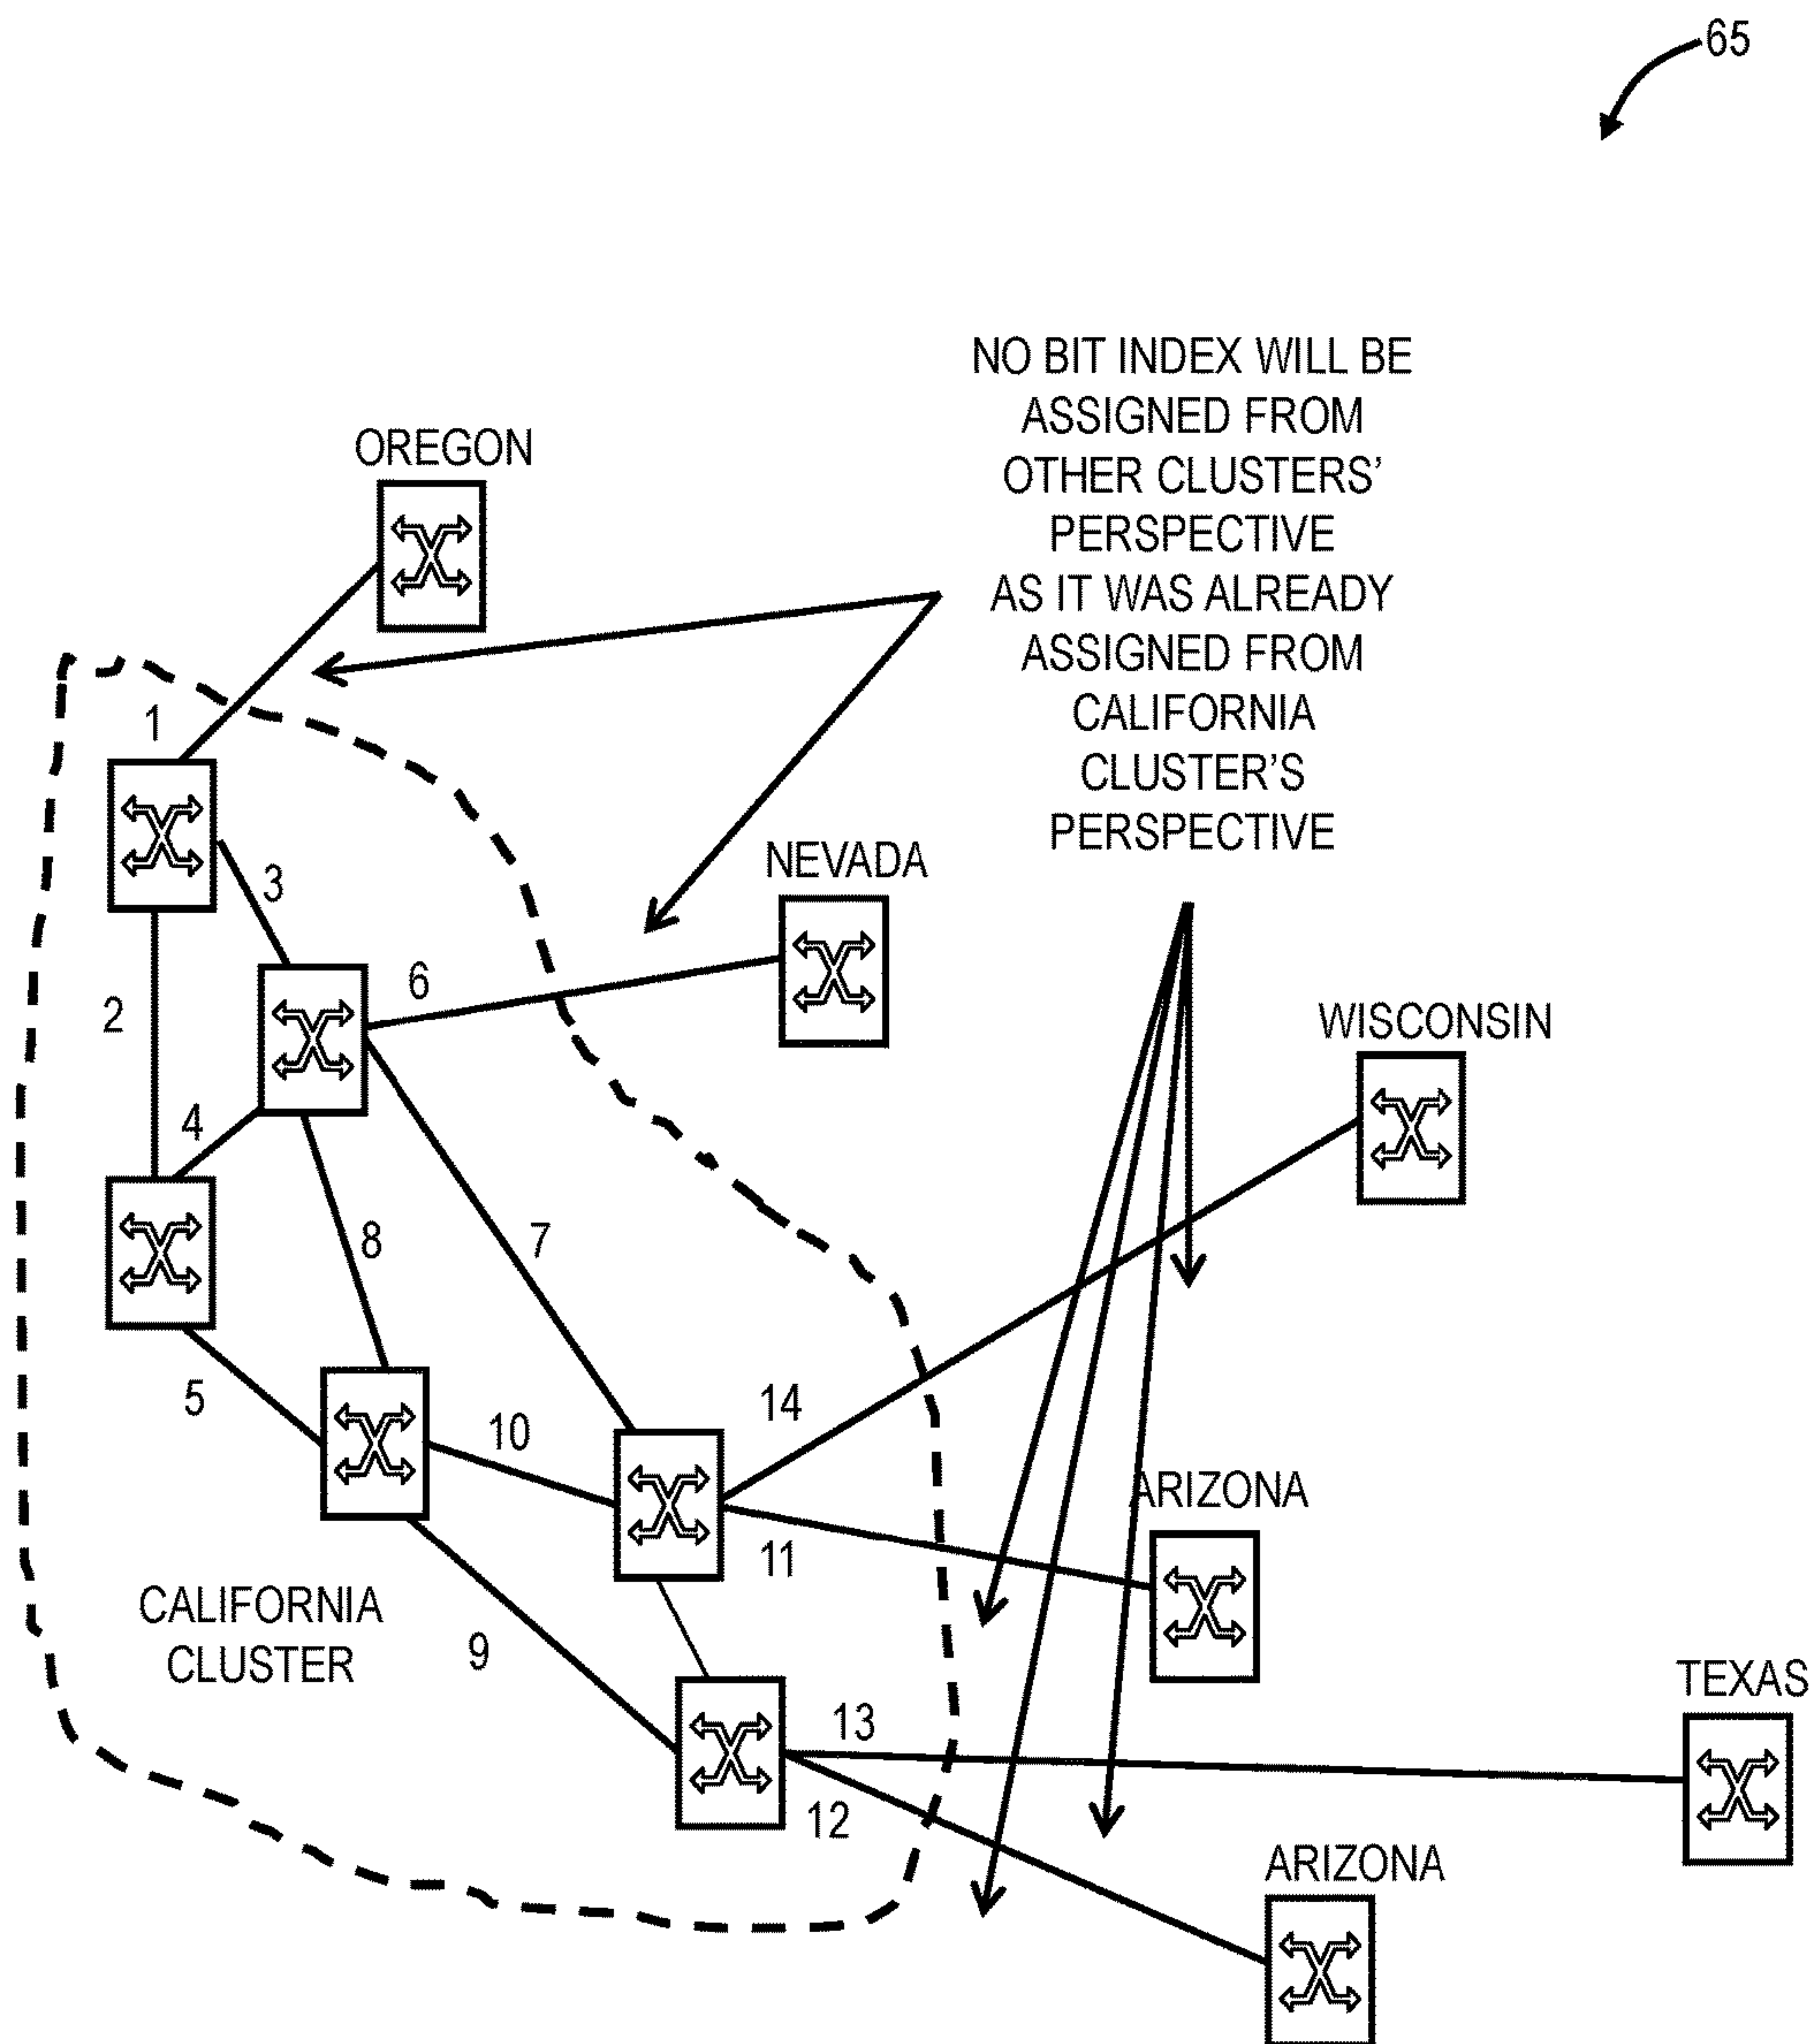 65
NO BIT INDEX WILL BE
ASSIGNED FROM
OTHER CLUSTERS'
PERSPECTIVE
AS IT WAS ALREADY
ASSIGNED FROM
CALIFORNIA
CLUSTER'S
PERSPECTIVE
OREGON
1
NEVADA
3
6
2
WISCONSIN
4
8
7
5
14
10
ARIZONA
11
CALIFORNIA
CLUSTER
9
TEXAS
13
12
ARIZONA